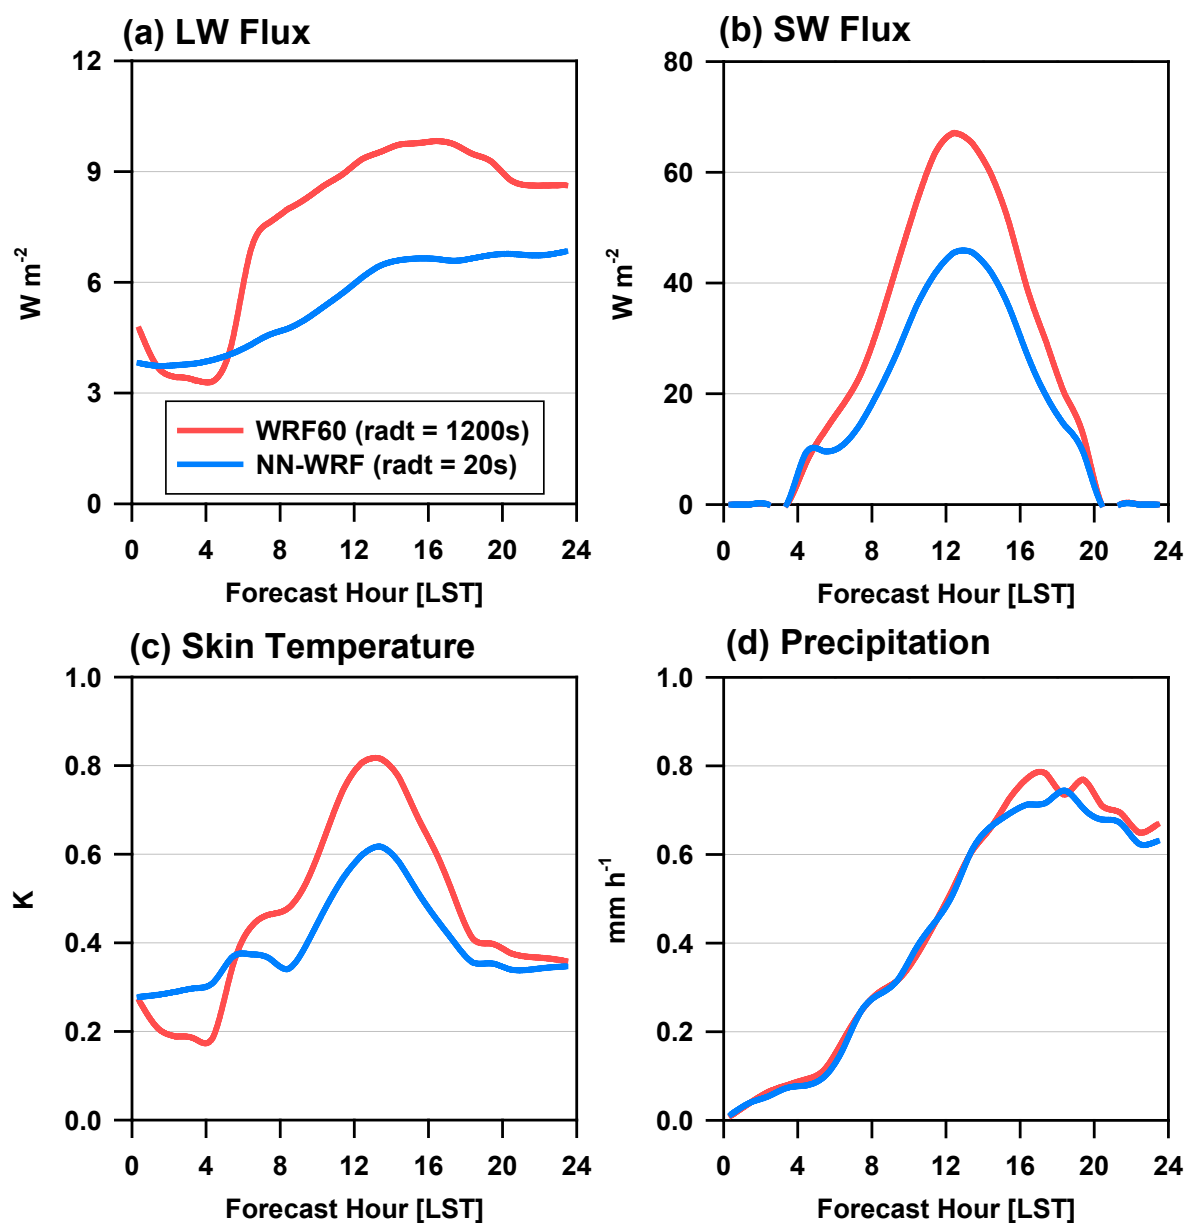 (a) LW Flux
12
9
6
3
0
W m-2
WRF60 (radt = 1200s)
NN-WRF (radt = 20s)
0 4 8 12 16 20 24
Forecast Hour [LST]
(b) SW Flux
80
60
40
20
0
W m-2
0 4 8 12 16 20 24
Forecast Hour [LST]
(c) Skin Temperature
1.0
0.8
0.6
0.4
0.2
0.0
K
0 4 8 12 16 20 24
Forecast Hour [LST]
(d) Precipitation
1.0
0.8
0.6
0.4
0.2
0.0
mm h-1
0 4 8 12 16 20 24
Forecast Hour [LST]